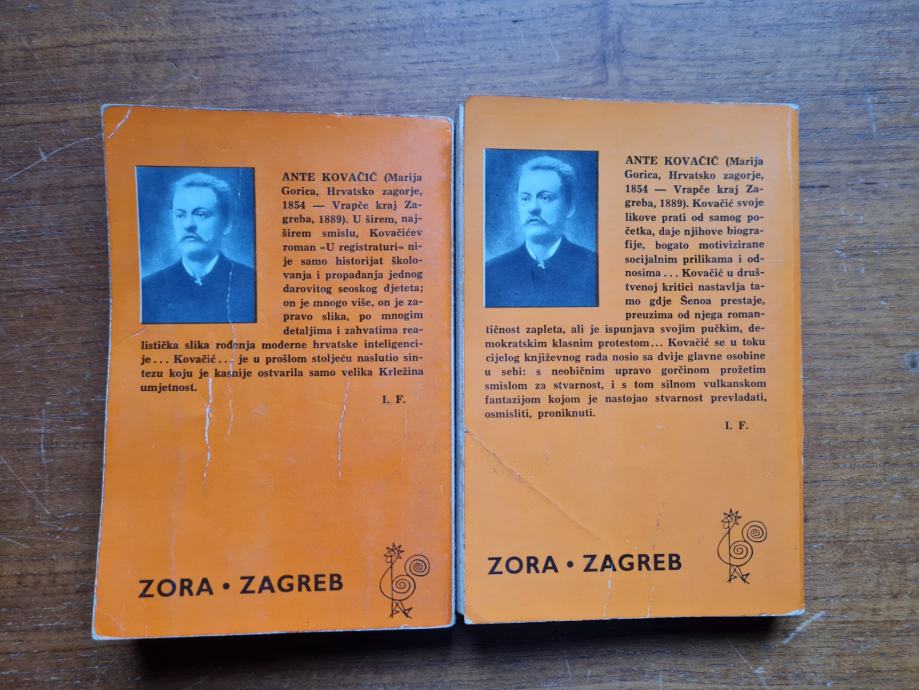 ANTE KOVAČIĆ (Marija
Gorica, Hrvatsko zagorje,
1854 — Vrapče kraj Za-
greba, 1889). U širem, naj-
širem smislu, Kovačićev
roman »U registraturi« ni-
je samo historijat školo-
vanja i propadanja jednog
darovitog seoskog djeteta;
on je mnogo više, on je za-
pravo slika, po mnogim
detaljima i zahvatima rea-
listička slika rođenja moderne hrvatske inteligenci-
je... Kovačić... je u prošlom stoljeću naslutio sin-
tezu koju je kasnije ostvarila samo velika Krležina
umjetnost.
I. F.
ZORA • ZAGREB
ANTE KOVAČIĆ (Marija
Gorica, Hrvatsko zagorje,
1854 — Vrapče kraj Za-
greba, 1889). Kovačić svoje
likove prati od samog po-
četka, daje njihove biogra-
fije, bogato motivizirane
socijalnim prilikama i od-
nosima... Kovačić u druš-
tvenoj kritici nastavlja ta-
mo gdje Šenoa prestaje,
preuzima od njega roman-
tičnost zapleta, ali je ispunjava svojim pučkim, de-
mokratskim klasnim protestom... Kovačić se u toku
cijelog književnog rada nosio sa dvije glavne osobine
u sebi: s neobičnim upravo gorčinom prožetim
smislom za stvarnost, i s tom silnom vulkanskom
fantazijom kojom je nastojao stvarnost prevladati,
osmisliti, proniknuti.
I. F.
ZORA • ZAGREB